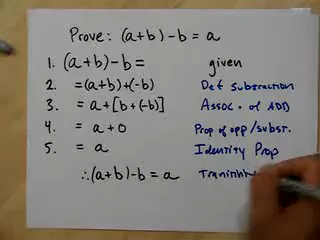 Prove: (a+b)-b = a
1. (a+b)-b= given
2. =(a+b)+(-b) Def subtraction
3. = a+[b+(-b)] Assoc. of ADD
4. = a+0 Prop of opp/subst.
5. = a Identity Prop
∴(a+b)-b = a